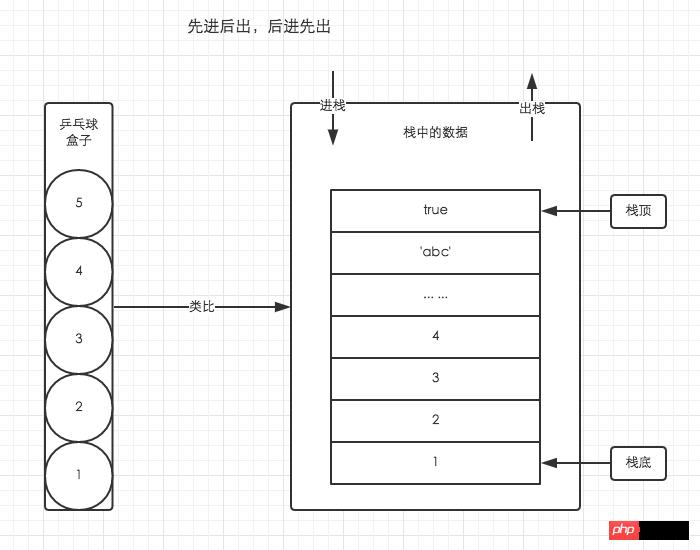 先进后出，后进先出
乒乓球
盒子
5
4
3
2
1
类比
进栈
出栈
栈中的数据
true
'abc'
... ...
4
3
2
1
栈顶
栈底
php